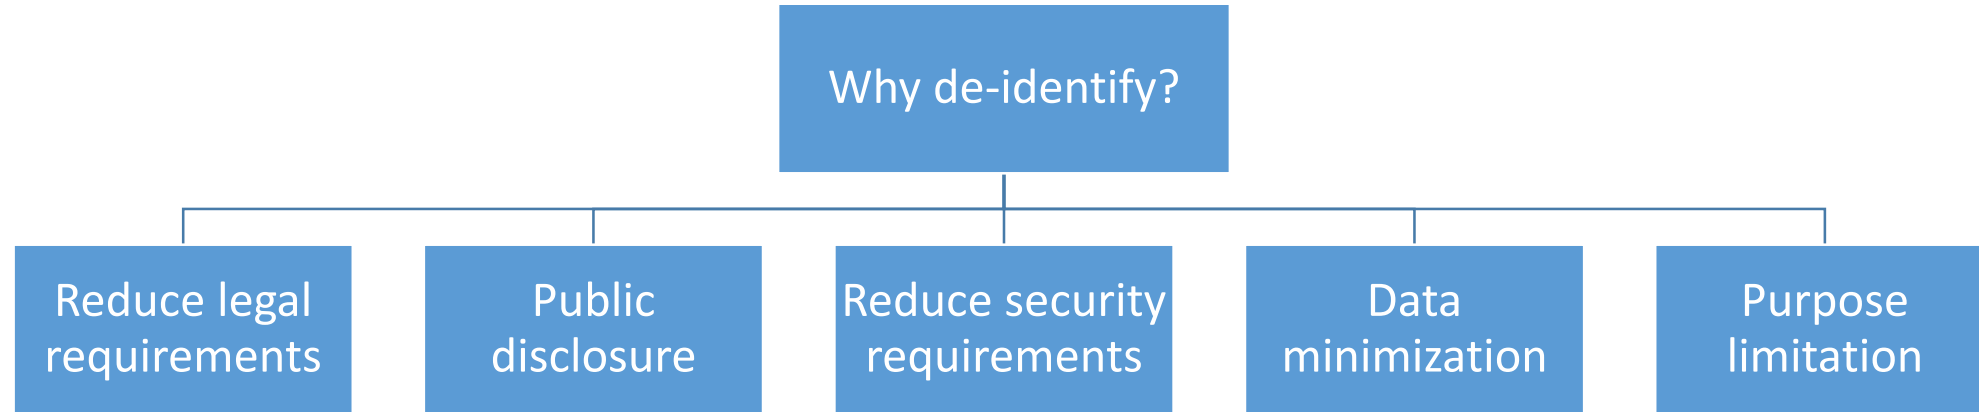 Why de-identify?
Reduce legal
requirements
Public
disclosure
Reduce security
requirements
Data
minimization
Purpose
limitation